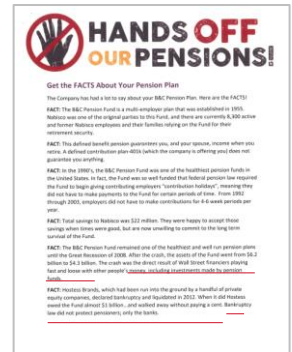 HANDS OFF
OUR PENSIONS!
Get the FACTS About Your Pension Plan
The Company has had a lot to say about your B&C Pension Plan. Here are the FACTS!
FACT: The B&C Pension Fund is a multi-employer plan that was established in 1955.
Nabisco was one of the original parties to this Fund, and there are currently 8,300 active
and former Nabisco employees and their families relying on the Fund for their
retirement security.
FACT: This defined benefit pension guarantees you, and your spouse, income when you
retire. A defined contribution plan-401k (which the company is offering you) does not
guarantee you anything.
FACT: In the 1990's, the B&C Pension Fund was one of the healthiest pension funds in
the United States. In fact, the Fund was so well funded that federal pension law required
the Fund to begin giving contributing employers "contribution holidays", meaning they
did not have to make payments to the Fund for certain periods of time. From 1992
through 2003, employers did not have to make contributions for 4-6 week periods per
year.
FACT: Total savings to Nabisco was $22 million. They were happy to accept those
savings when times were good, but are now unwilling to commit to the long term
survival of the Fund.
FACT: The B&C Pension Fund remained one of the healthiest and well run pension plans
until the Great Recession of 2008. After the crash, the assets of the Fund went from $6.2
billion to $4.3 billion. The crash was the direct result of Wall Street financiers playing
fast and loose with other people's money, including investments made by pension
funds.
FACT: Hostess Brands, which had been run into the ground by a handful of private
equity companies, declared bankruptcy and liquidated in 2012. When it did Hostess
owed the Fund almost $1 billion...and walked away without paying a cent. Bankruptcy
law did not protect pensioners; only the banks.